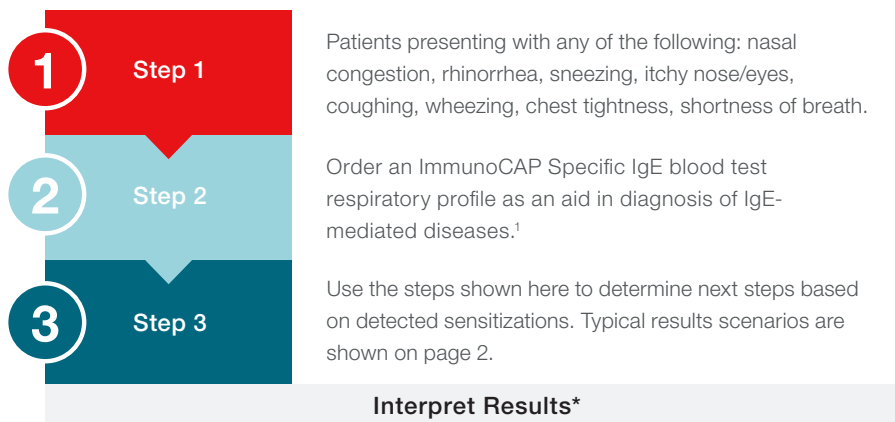 1
Step 1
Patients presenting with any of the following: nasal
congestion, rhinorrhea, sneezing, itchy nose/eyes,
coughing, wheezing, chest tightness, shortness of breath.
2
Step 2
Order an ImmunoCAP Specific IgE blood test
respiratory profile as an aid in diagnosis of IgE-
mediated diseases.¹
3
Step 3
Use the steps shown here to determine next steps based
on detected sensitizations. Typical results scenarios are
shown on page 2.
Interpret Results*